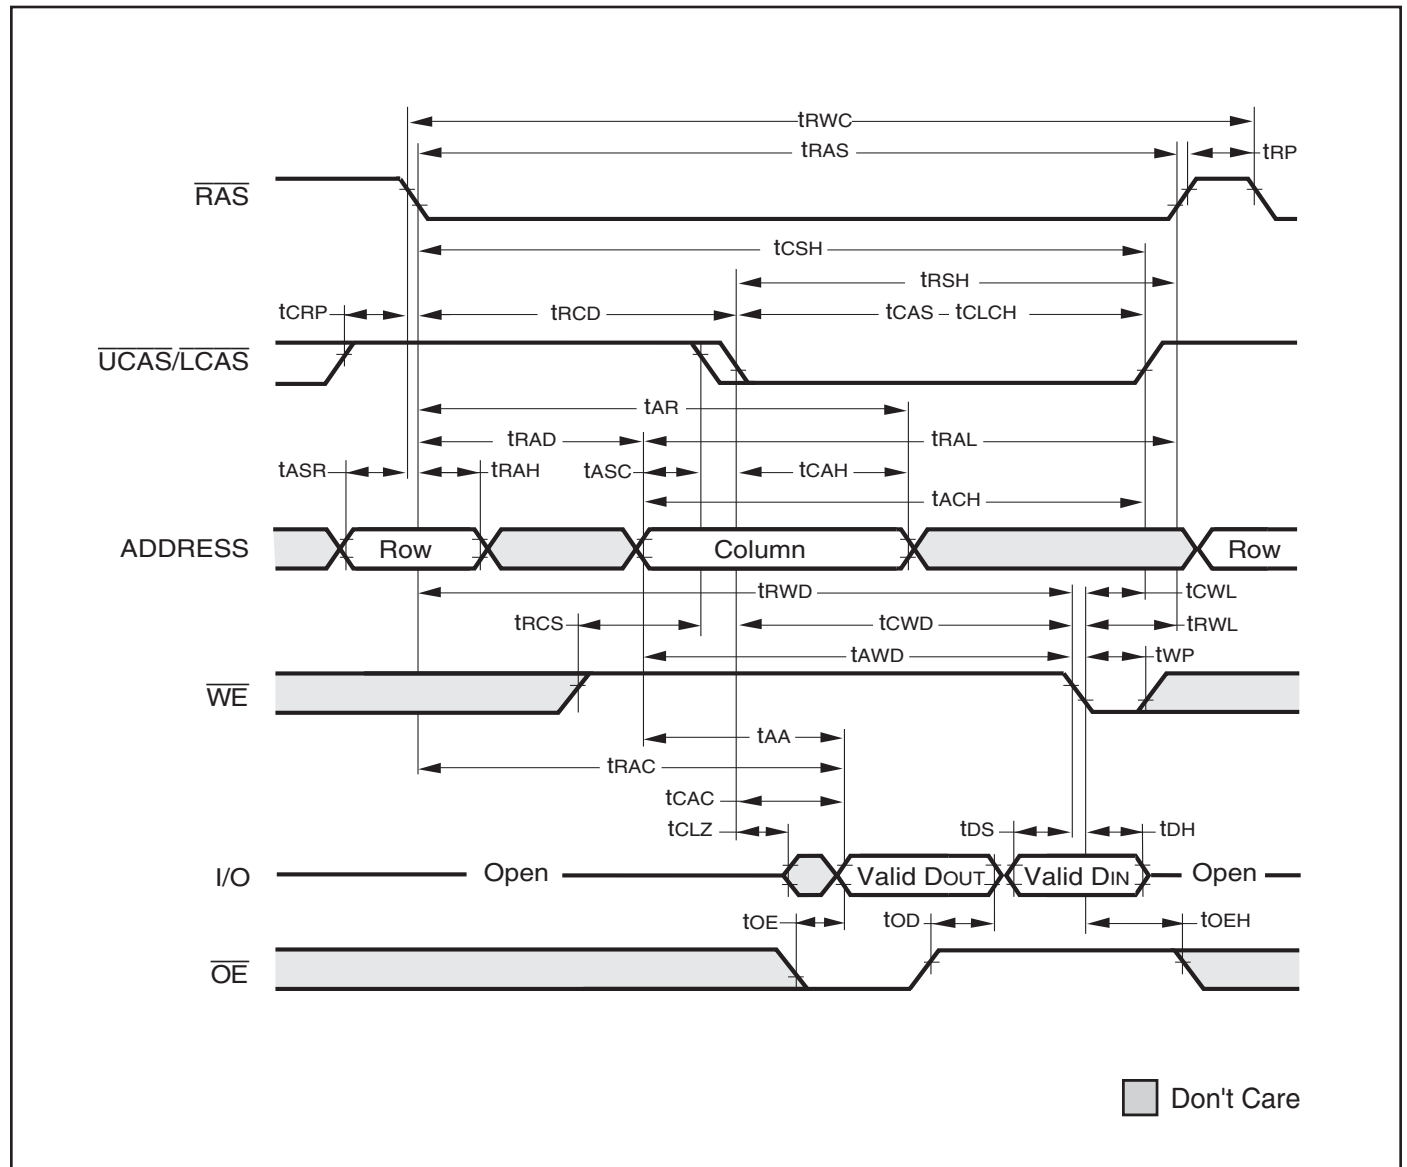 tRWC
tRAS
tRP
RAS
tCSH
tRSH
tCRP
tRCD
tCAS – tCLCH
UCAS/LCAS
tAR
tRAD
tRAL
tASR
tRAH
tASC
tCAH
tACH
ADDRESS
Row
Column
Row
tRWD
tCWL
tRCS
tCWD
tRWL
tAWD
tWP
WE
tAA
tRAC
tCAC
tCLZ
tDS
tDH
I/O
Open
Valid DOUT
Valid DIN
Open
tOE
tOD
tOEH
OE
Don't Care